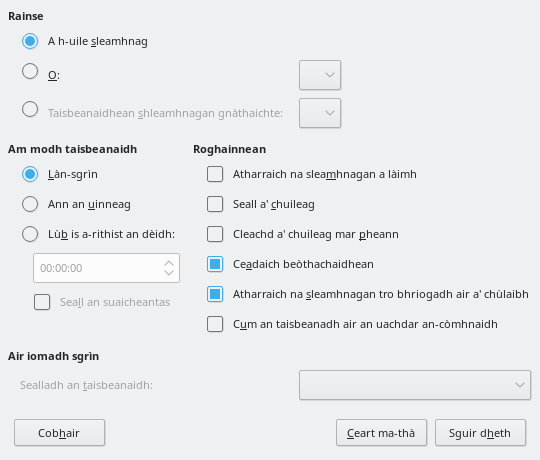 Rainse
A h-uile sleamhnag
O:
Taisbeanaidhean shleamhnagan gnàthaichte:
Am modh taisbeanaidh
Làn-sgrìn
Ann an uinneag
Lùb is a-rithist an dèidh:
00:00:00
Seall an suaicheantas
Roghainnean
Atharraich na sleamhnagan a làimh
Seall a' chuileag
Cleachd a' chuileag mar pheann
Ceadaich beòthachaidhean
Atharraich na sleamhnagan tro bhriogadh air a' chùlaibh
Cum an taisbeanadh air an uachdar an-còmhnaidh
Air iomadh sgrìn
Sealladh an taisbeanaidh:
Cobhair
Ceart ma-thà
Sguir dheth